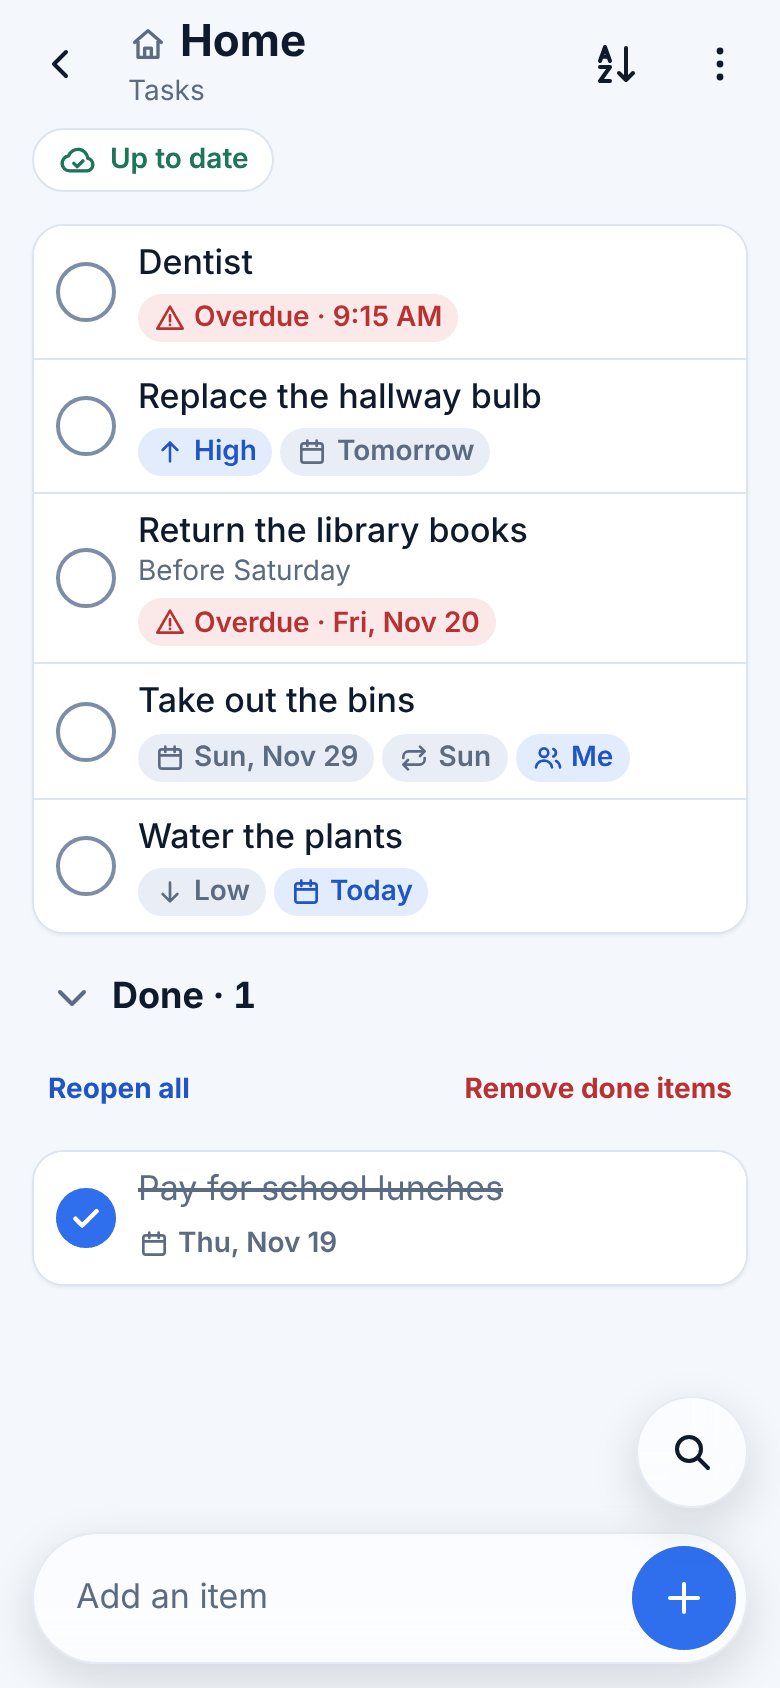 Home
Tasks
Up to date
Dentist
Overdue · 9:15 AM
Replace the hallway bulb
High Tomorrow
Return the library books
Before Saturday
Overdue · Fri, Nov 20
Take out the bins
Sun, Nov 29 Sun Me
Water the plants
Low Today
Done · 1
Reopen all Remove done items
Pay for school lunches
Thu, Nov 19
Add an item